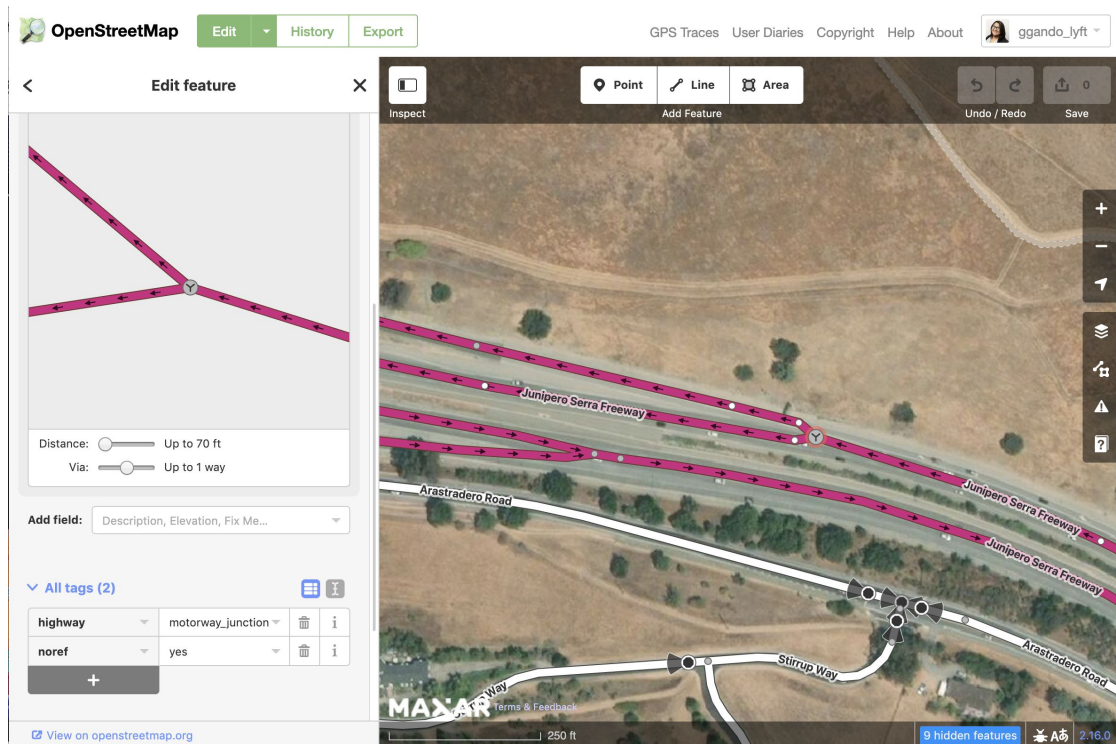 OpenStreetMap
Edit
History
Export
GPS Traces
User Diaries
Copyright
Help
About
ggando_lyft
Edit feature
Inspect
Point
Line
Area
Add Feature
Undo / Redo
0
Save
Distance:
Up to 70 ft
Via:
Up to 1 way
Add field:
Description, Elevation, Fix Me...
All tags (2)
highway
motorway_junction
noref
yes
+
View on openstreetmap.org
Junipero Serra Freeway
Junipero Serra Freeway
Junipero Serra Freeway
Arastradero Road
Arastradero Road
Stirrup Way
Way
MAXAR
Terms & Feedback
250 ft
9 hidden features
2.16.0